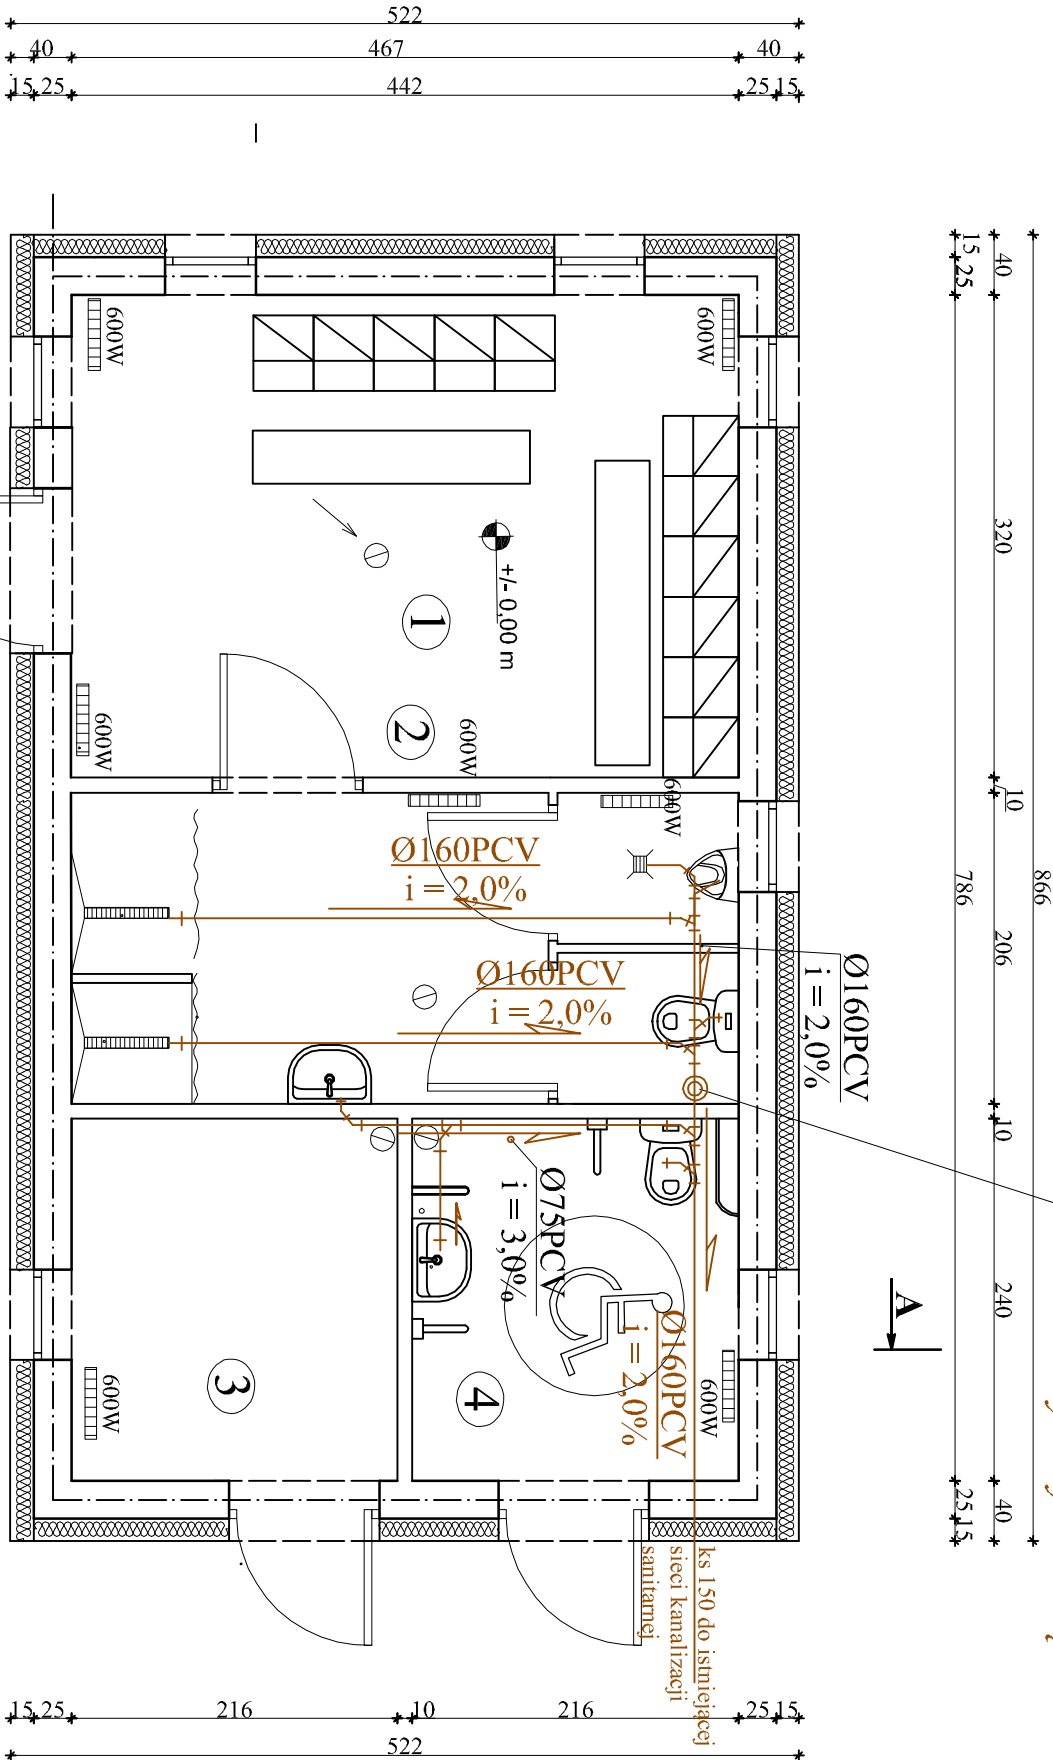 522
40
467
40
15
25
442
25
15
866
40
320
10
206
10
240
40
15
25
786
25
15
600W
600W
+/- 0,00 m
1
2
600W
600W
600W
Ø160PCV
i = 2,0%
Ø160PCV
i = 2,0%
Ø160PCV
i = 2,0%
Ø75PCV
i = 3,0%
Ø160PCV
i = 2,0%
A
3
4
600W
600W
ks 150 do istniejącej
sieci kanalizacji
sanitarnej
15
25
216
10
216
25
15
522